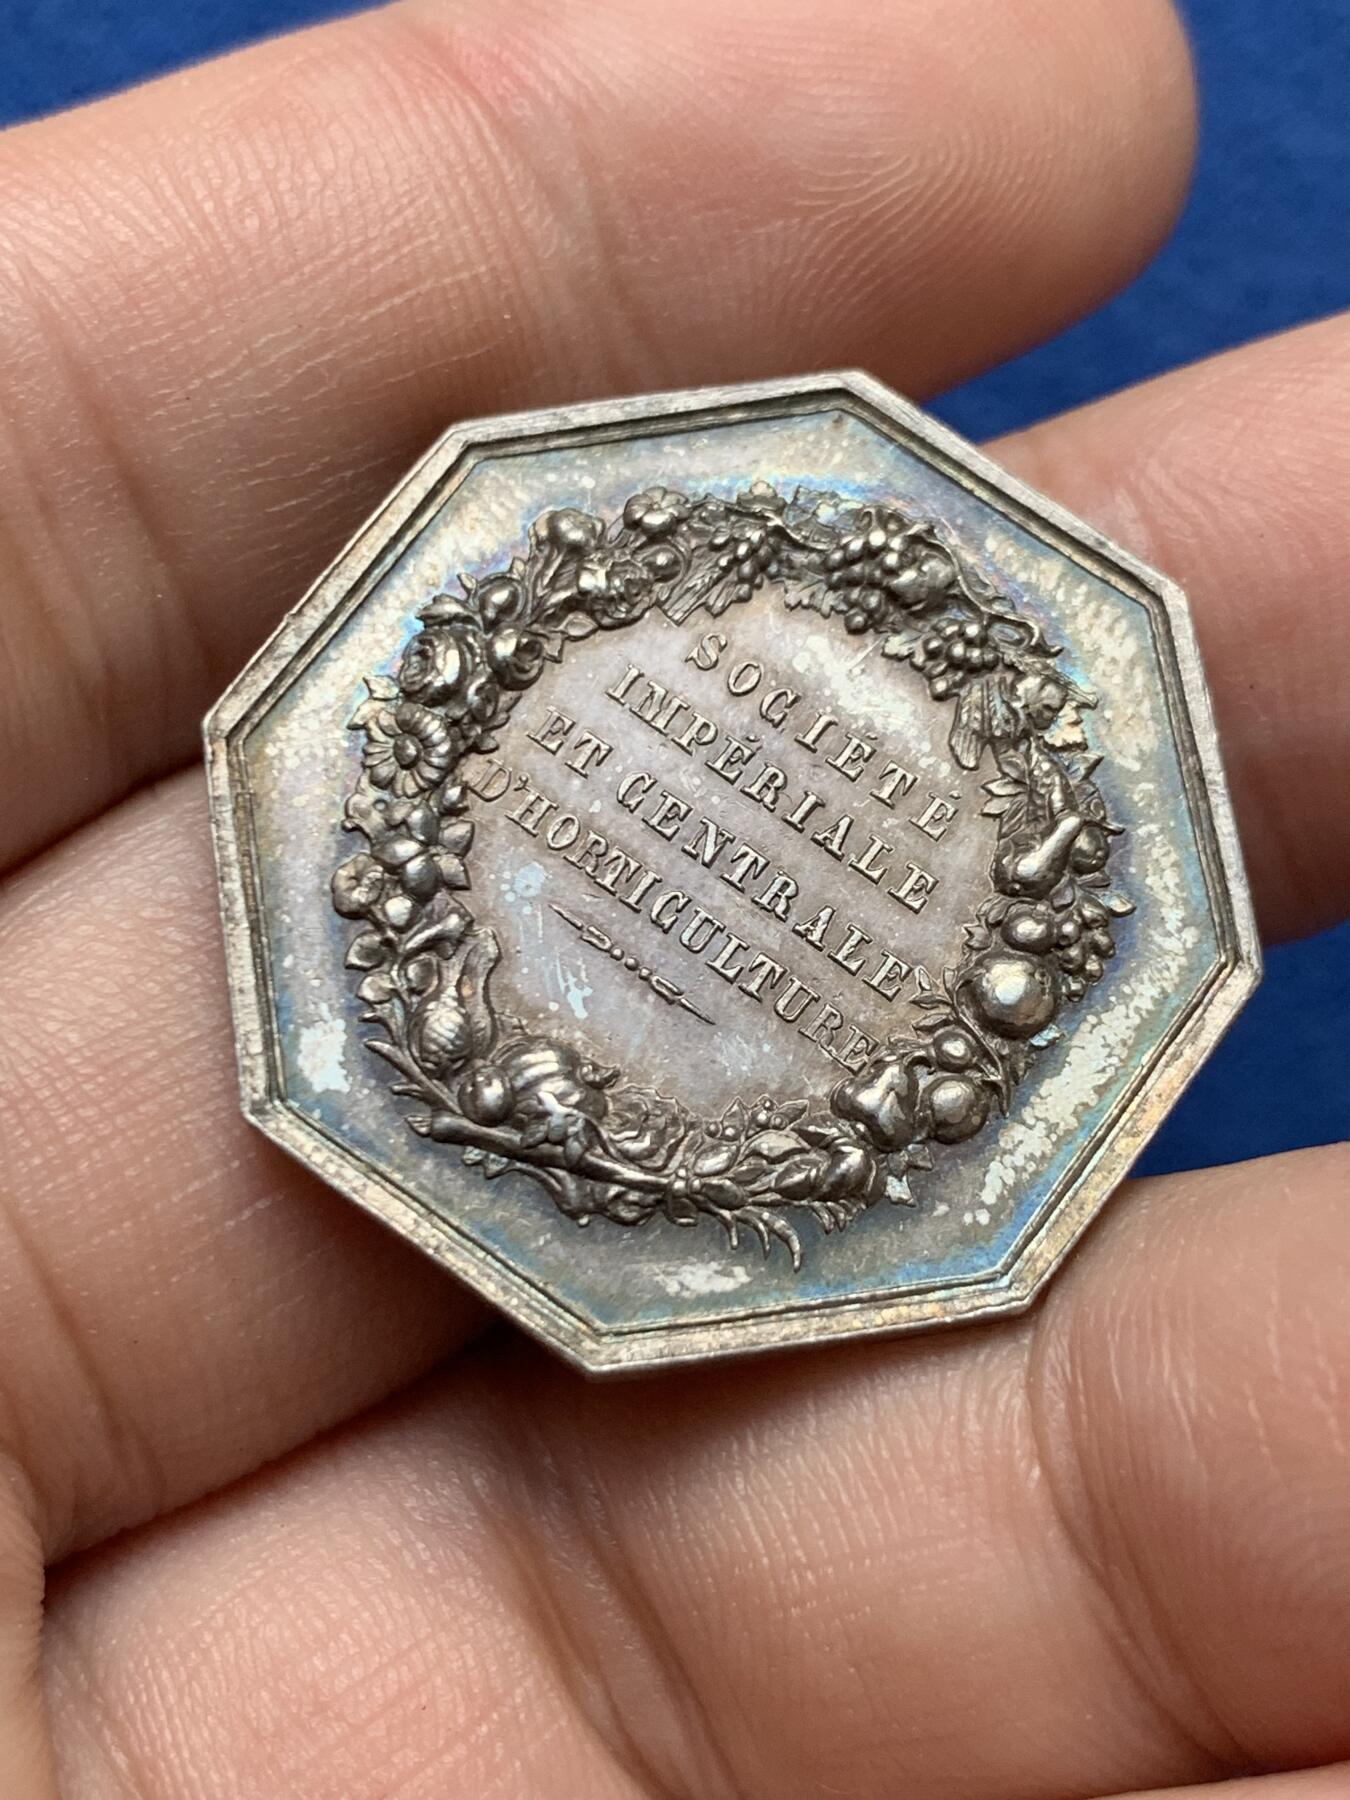 SOCIÉTÉ
IMPÉRIALE
ET CENTRALE
D'HORTICULTURE